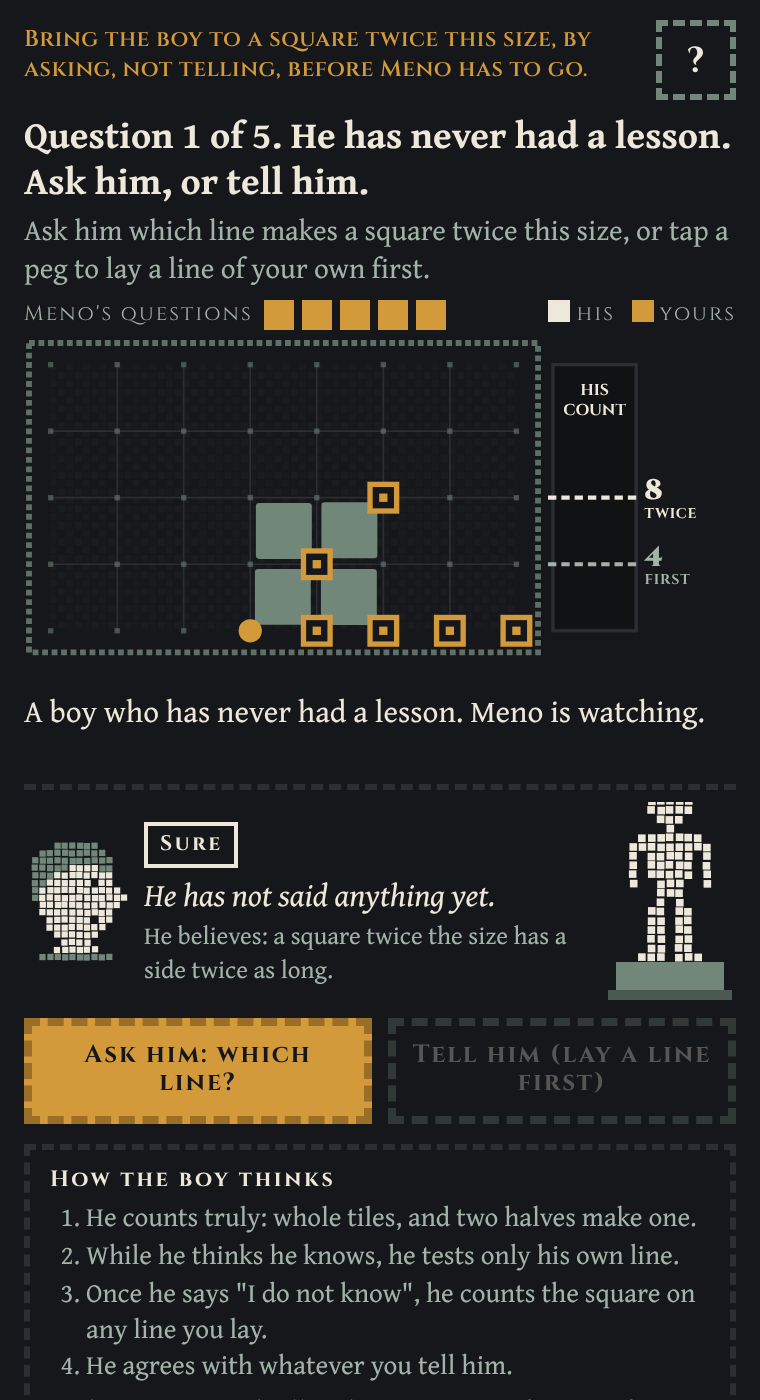 Bring the boy to a square twice this size, by
asking, not telling, before Meno has to go.
?
Question 1 of 5. He has never had a lesson.
Ask him, or tell him.
Ask him which line makes a square twice this size, or tap a
peg to lay a line of your own first.
Meno's questions
His
Yours
His
count
8
twice
4
first
A boy who has never had a lesson. Meno is watching.
Sure
He has not said anything yet.
He believes: a square twice the size has a
side twice as long.
Ask him: which
line?
Tell him (lay a line
first)
How the boy thinks
1. He counts truly: whole tiles, and two halves make one.
2. While he thinks he knows, he tests only his own line.
3. Once he says "I do not know", he counts the square on
any line you lay.
4. He agrees with whatever you tell him.